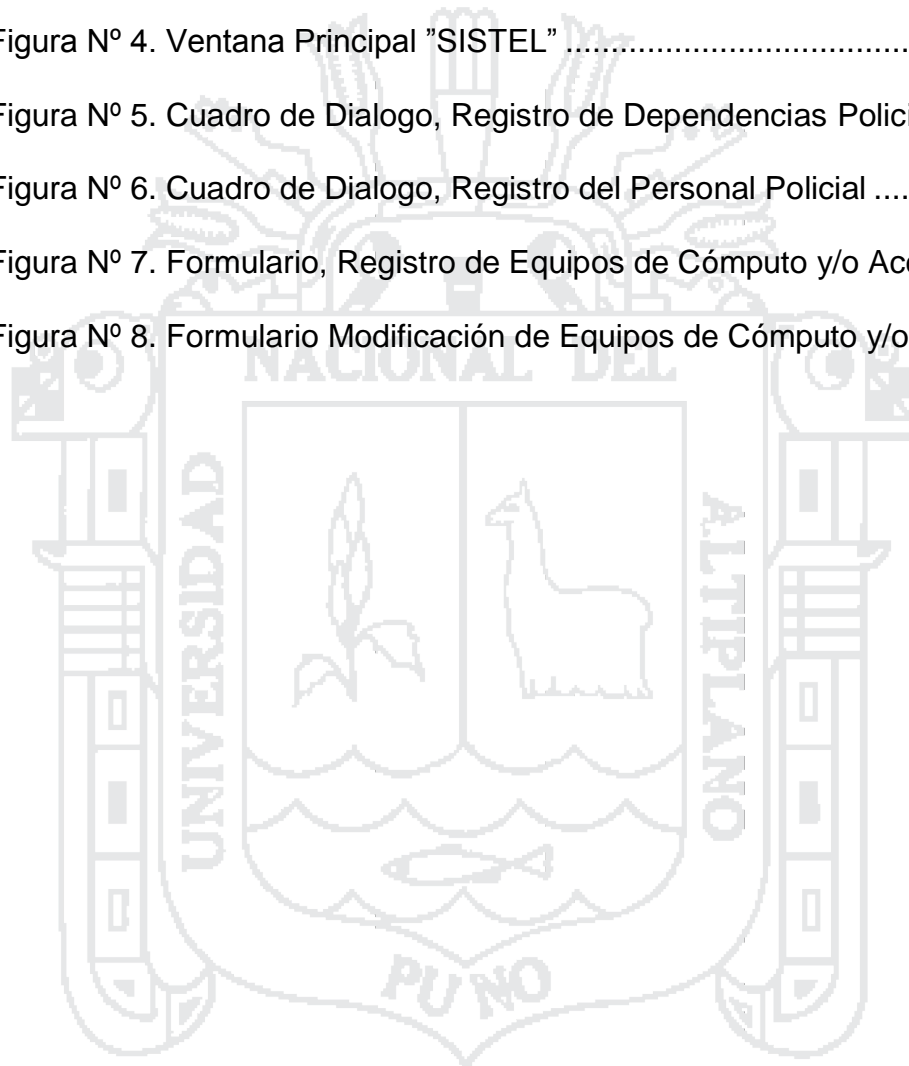 Figura Nº 4. Ventana Principal ”SISTEL” .......................................
Figura Nº 5. Cuadro de Dialogo, Registro de Dependencias Polici
Figura Nº 6. Cuadro de Dialogo, Registro del Personal Policial ....
Figura Nº 7. Formulario, Registro de Equipos de Cómputo y/o Acc
Figura Nº 8. Formulario Modificación de Equipos de Cómputo y/o
UNIVERSIDAD
NACIONAL DEL
ALTIPLANO
PUNO